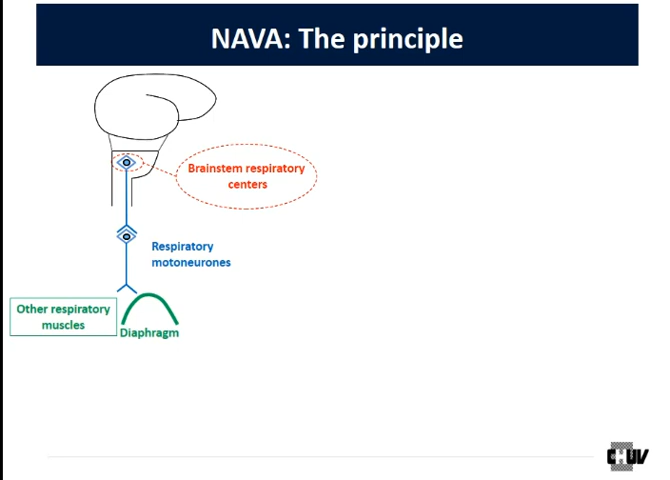 NAVA: The principle
Brainstem respiratory
centers
Respiratory
motoneurones
Other respiratory
muscles
Diaphragm
CHUV